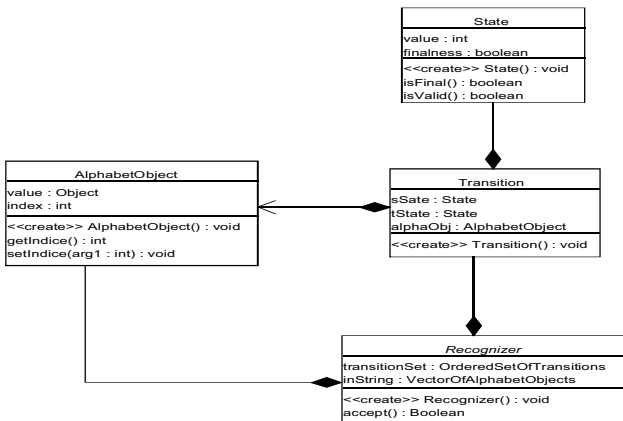 State
value : int
finalness : boolean
<<create>> State() : void
isFinal() : boolean
isValid() : boolean
AlphabetObject
value : Object
index : int
<<create>> AlphabetObject() : void
getIndice() : int
setIndice(arg1 : int) : void
Transition
sSate : State
tState : State
alphaObj : AlphabetObject
<<create>> Transition() : void
Recognizer
transitionSet : OrderedSetOfTransitions
inString : VectorOfAlphabetObjects
<<create>> Recognizer() : void
accept() : Boolean